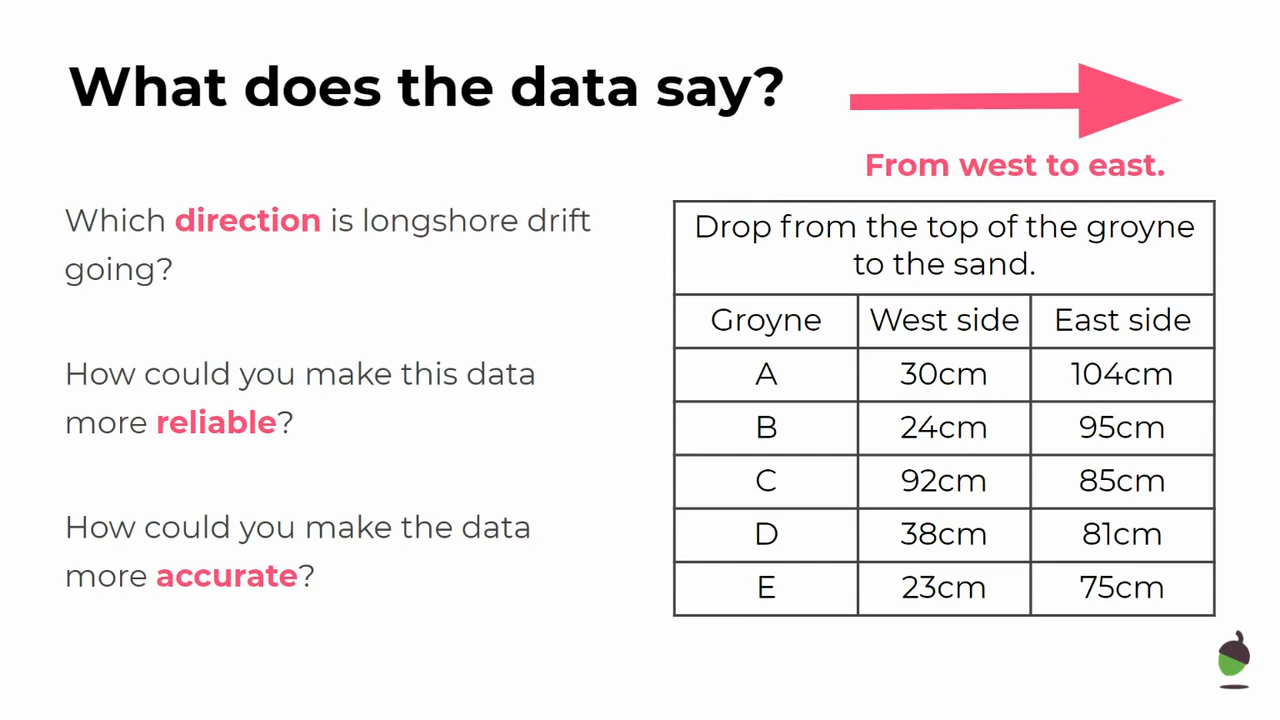 What does the data say?
From west to east.
Which direction is longshore drift
going?
How could you make this data
more reliable?
How could you make the data
more accurate?
Drop from the top of the groyne
to the sand.
Groyne West side East side
A 30cm 104cm
B 24cm 95cm
C 92cm 85cm
D 38cm 81cm
E 23cm 75cm